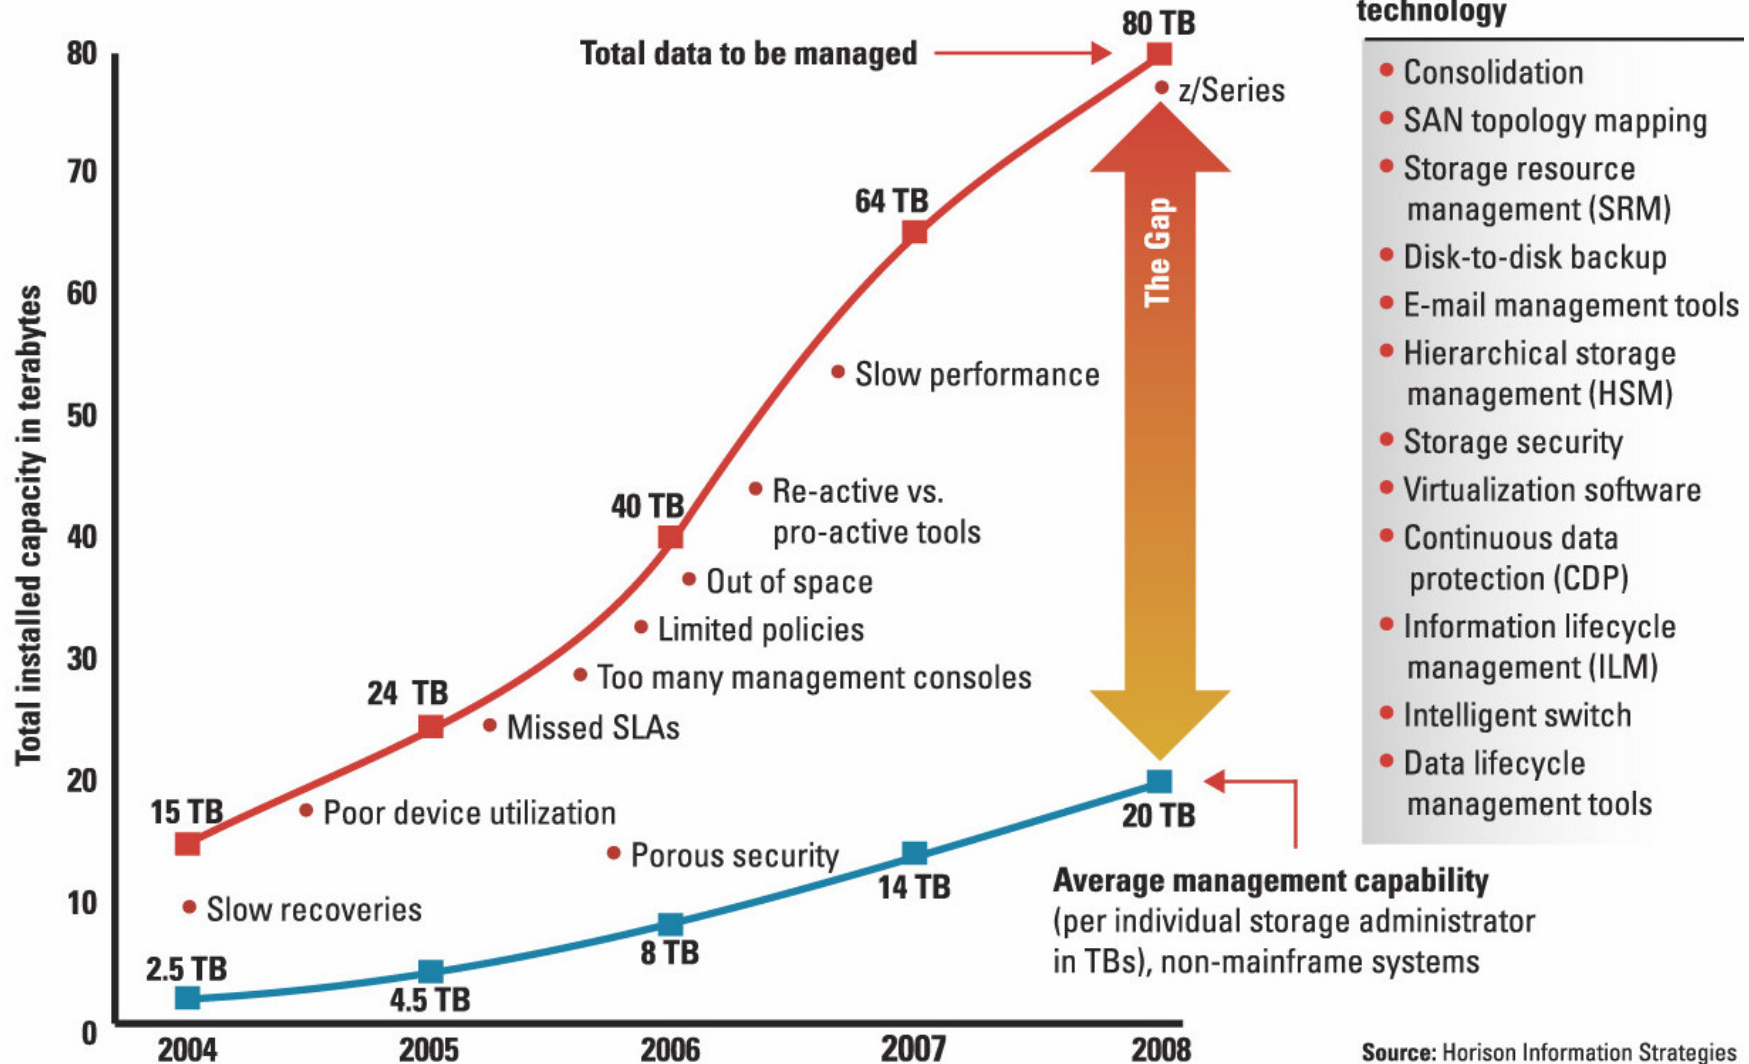 technology
Consolidation
SAN topology mapping
Storage resource
management (SRM)
Disk-to-disk backup
E-mail management tools
Hierarchical storage
management (HSM)
Storage security
Virtualization software
Continuous data
protection (CDP)
Information lifecycle
management (ILM)
Intelligent switch
Data lifecycle
management tools
Total installed capacity in terabytes
80
70
60
50
40
30
20
10
0
2004
2005
2006
2007
2008
Total data to be managed
80 TB
z/Series
64 TB
The Gap
Slow performance
40 TB
Re-active vs.
pro-active tools
Out of space
Limited policies
Too many management consoles
24 TB
Missed SLAs
15 TB
Poor device utilization
Porous security
Slow recoveries
2.5 TB
4.5 TB
8 TB
14 TB
20 TB
Average management capability
(per individual storage administrator
in TBs), non-mainframe systems
Source: Horison Information Strategies